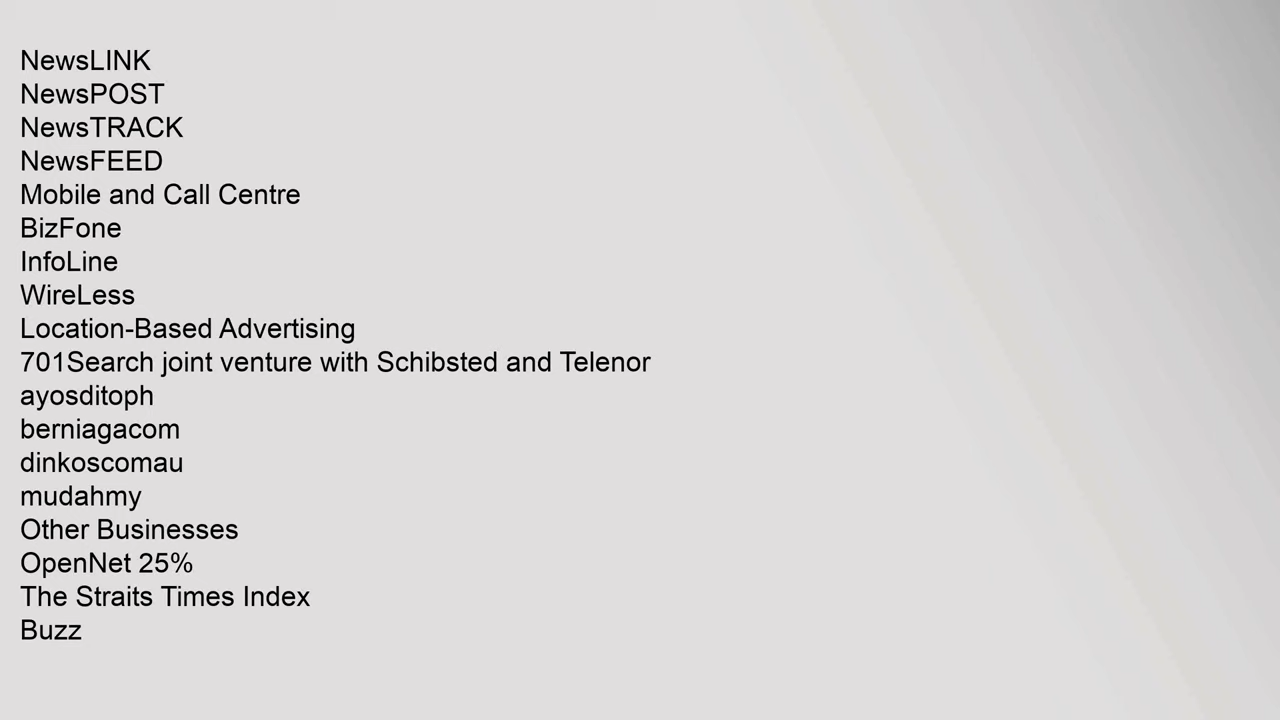 NewsLINK
NewsPOST
NewsTRACK
NewsFEED
Mobile and Call Centre
BizFone
InfoLine
WireLess
Location-Based Advertising
701Search joint venture with Schibsted and Telenor
ayosditoph
berniagacom
dinkoscomau
mudahmy
Other Businesses
OpenNet 25%
The Straits Times Index
Buzz